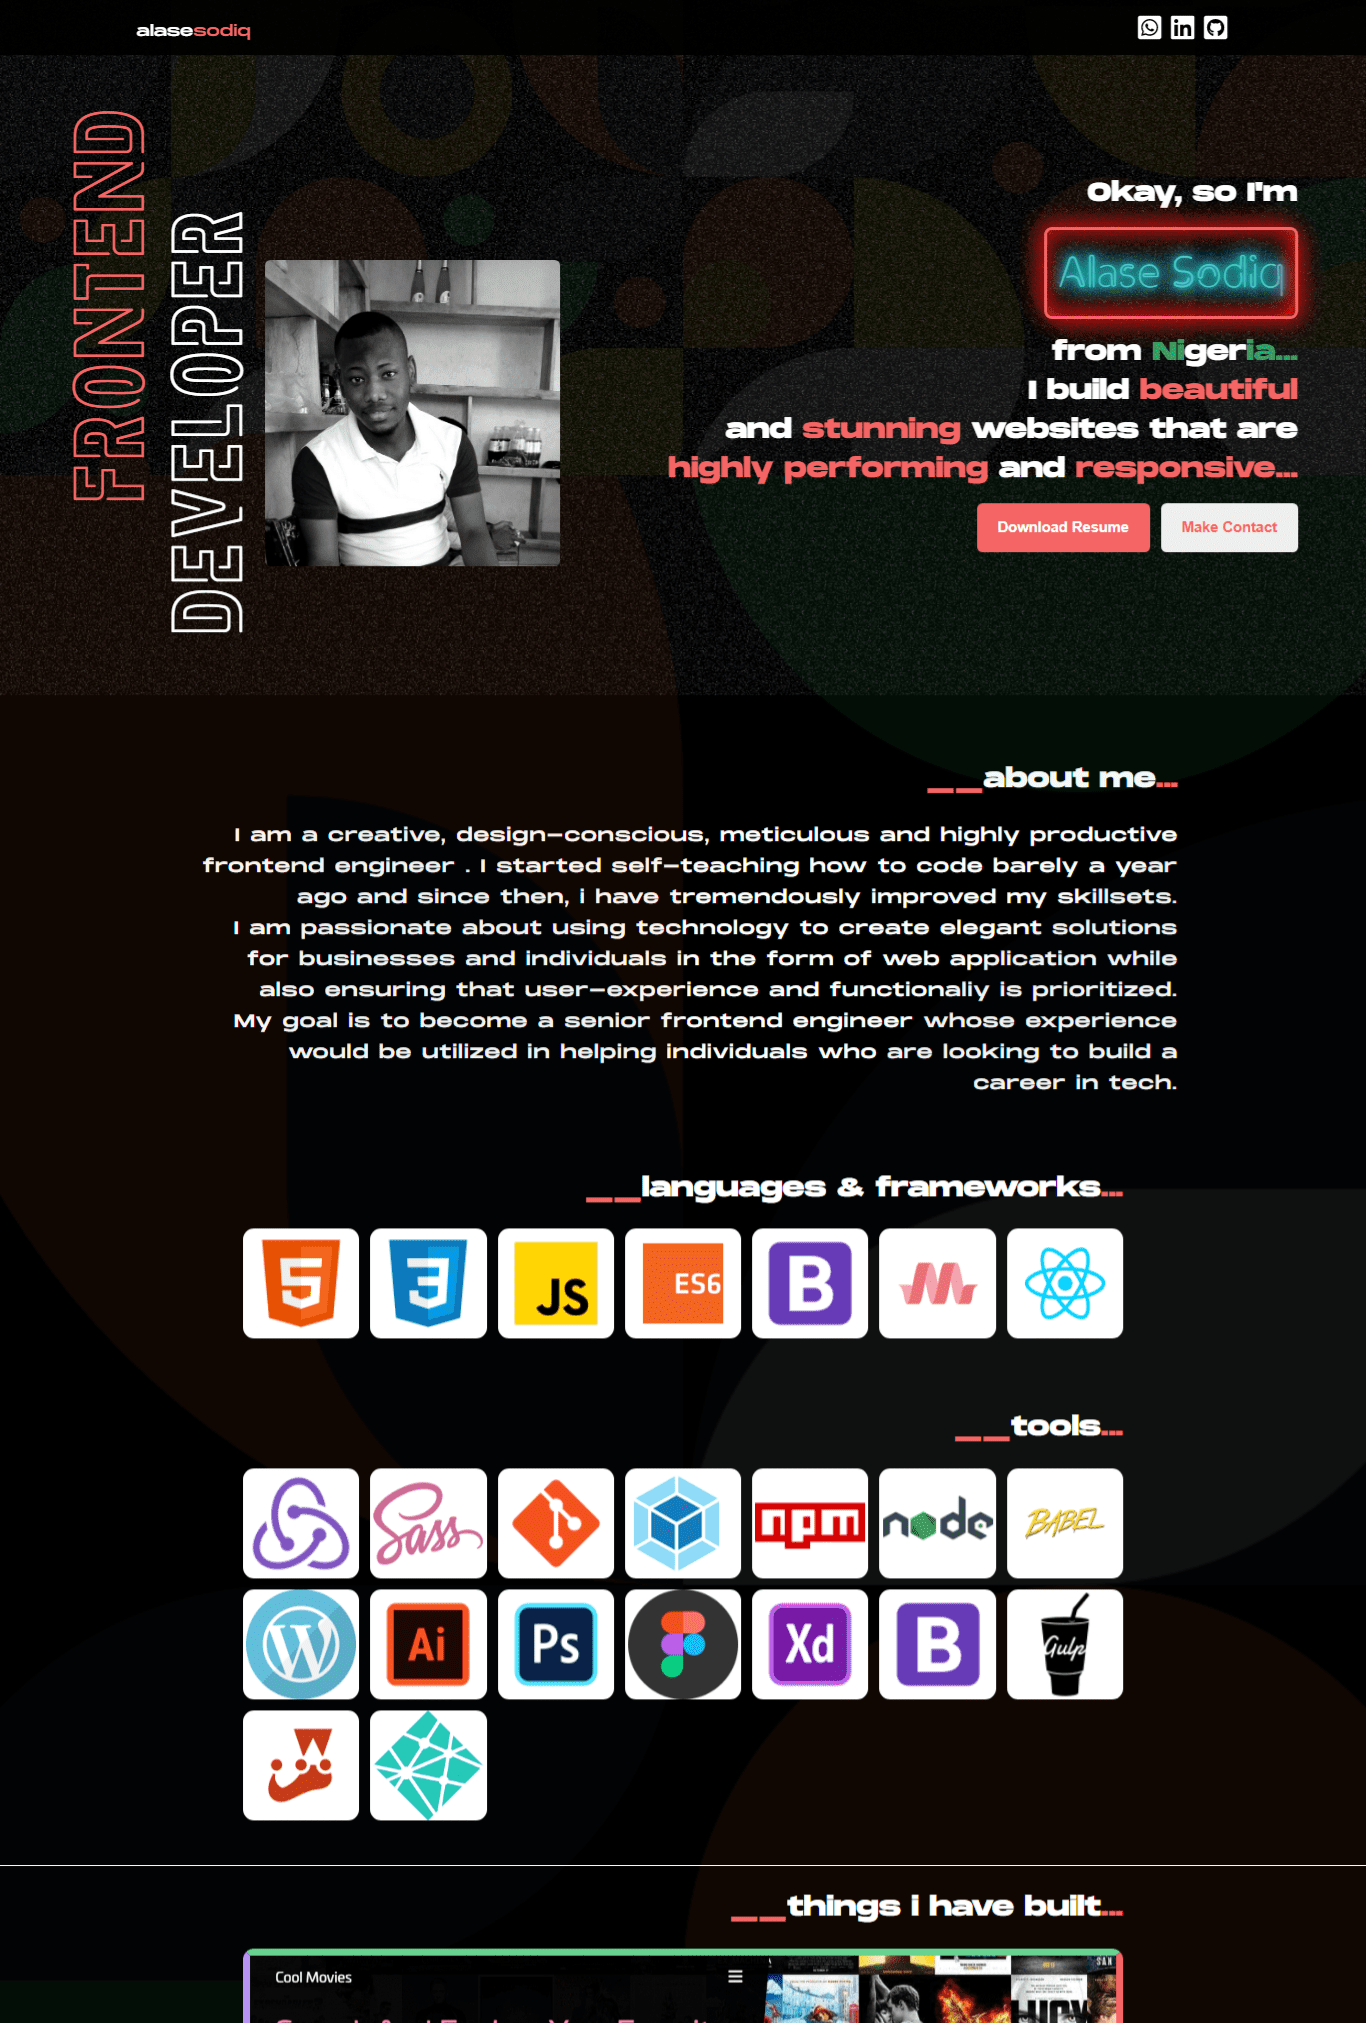 alasesodiq
FRONTEND
DEVELOPER
Okay, so I'm
Alase Sodiq
from Nigeria...
I build beautiful
and stunning websites that are
highly performing and responsive...
Download Resume
Make Contact
__about me...
I am a creative, design-conscious, meticulous and highly productive
frontend engineer . I started self-teaching how to code barely a year
ago and since then, i have tremendously improved my skillsets.
I am passionate about using technology to create elegant solutions
for businesses and individuals in the form of web application while
also ensuring that user-experience and functionaliy is prioritized.
My goal is to become a senior frontend engineer whose experience
would be utilized in helping individuals who are looking to build a
career in tech.
__languages & frameworks...
5
3
JS
ES6
B
__tools...
Sass
npm
node
BABEL
W
Ai
Ps
Xd
B
Gulp
__things i have built...
Cool Movies
LUCY